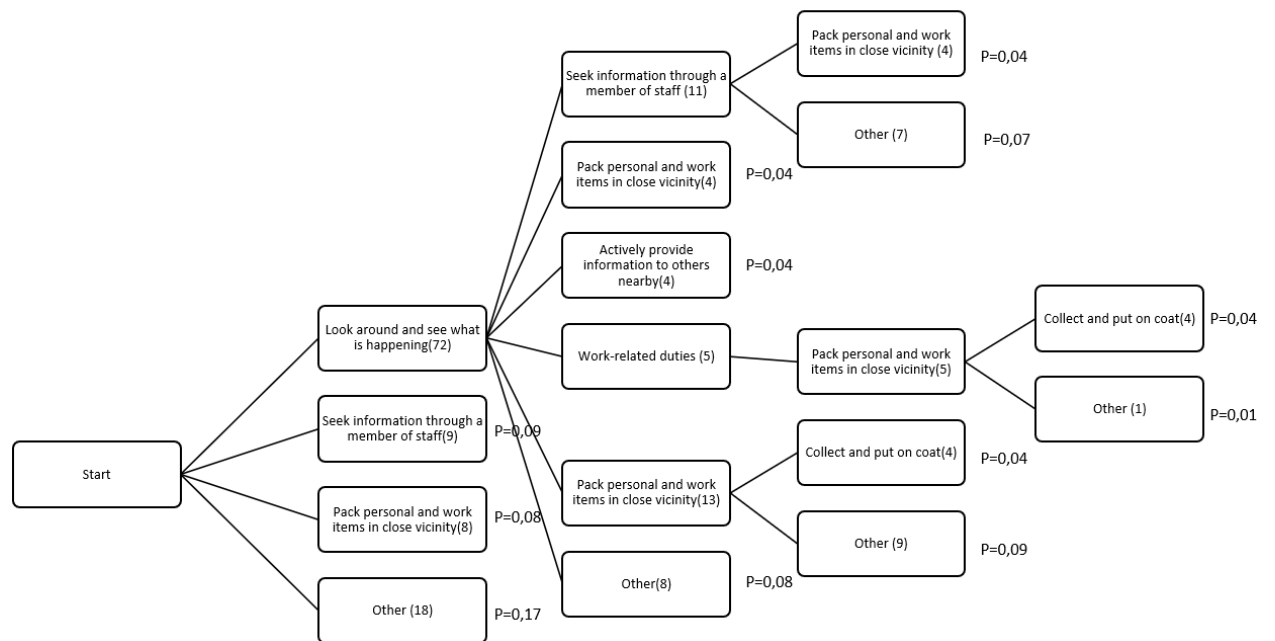 Start
Look around and see what
is happening(72)
Seek information through a
member of staff(9)
P=0,09
Pack personal and work
items in close vicinity(8)
P=0,08
Other (18)
P=0,17
Seek information through a
member of staff (11)
Pack personal and work
items in close vicinity(4)
P=0,04
Actively provide
information to others
nearby(4)
P=0,04
Work-related duties (5)
Pack personal and work
items in close vicinity(13)
Other(8)
P=0,08
Pack personal and work
items in close vicinity (4)
P=0,04
Other (7)
P=0,07
Pack personal and work
items in close vicinity(5)
Collect and put on coat(4)
P=0,04
Other (9)
P=0,09
Collect and put on coat(4)
P=0,04
Other (1)
P=0,01